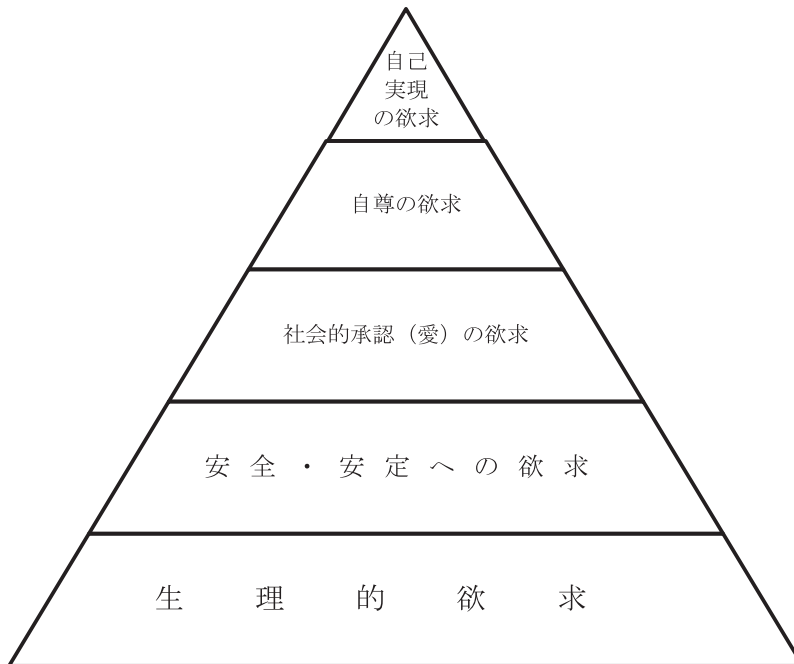 自己
実現
の欲求
自尊の欲求
社会的承認（愛）の欲求
安全・安定への欲求
生理的欲求